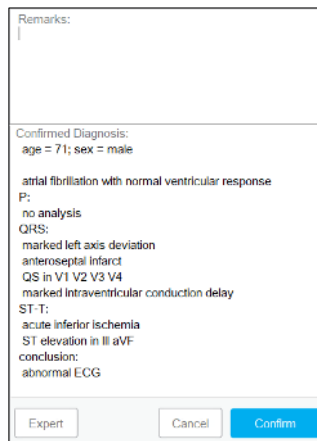 Remarks:
Confirmed Diagnosis:
age = 71; sex = male
atrial fibrillation with normal ventricular response
P:
no analysis
QRS:
marked left axis deviation
anteroseptal infarct
QS in V1 V2 V3 V4
marked intraventricular conduction delay
ST-T:
acute inferior ischemia
ST elevation in III aVF
conclusion:
abnormal ECG
Expert
Cancel
Confirm